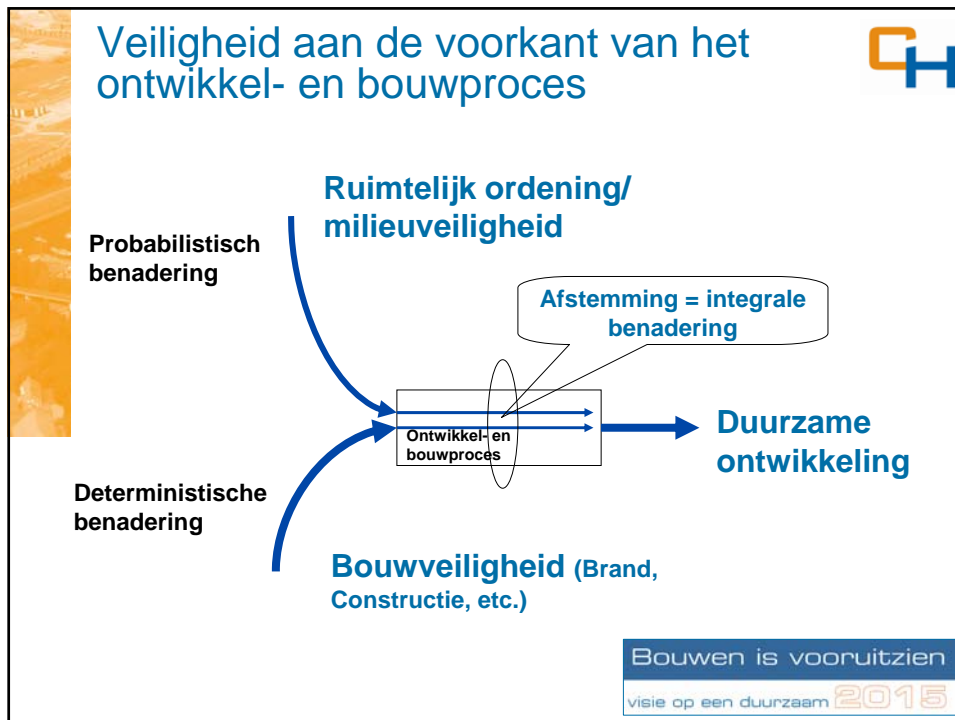 Veiligheid aan de voorkant van het
ontwikkel- en bouwproces
CH
Ruimtelijk ordening/
milieuveiligheid
Probabilistisch
benadering
Afstemming = integrale
benadering
Ontwikkel- en
bouwproces
Duurzame
ontwikkeling
Deterministische
benadering
Bouwveiligheid (Brand,
Constructie, etc.)
Bouwen is vooruitzien
visie op een duurzaam 2015